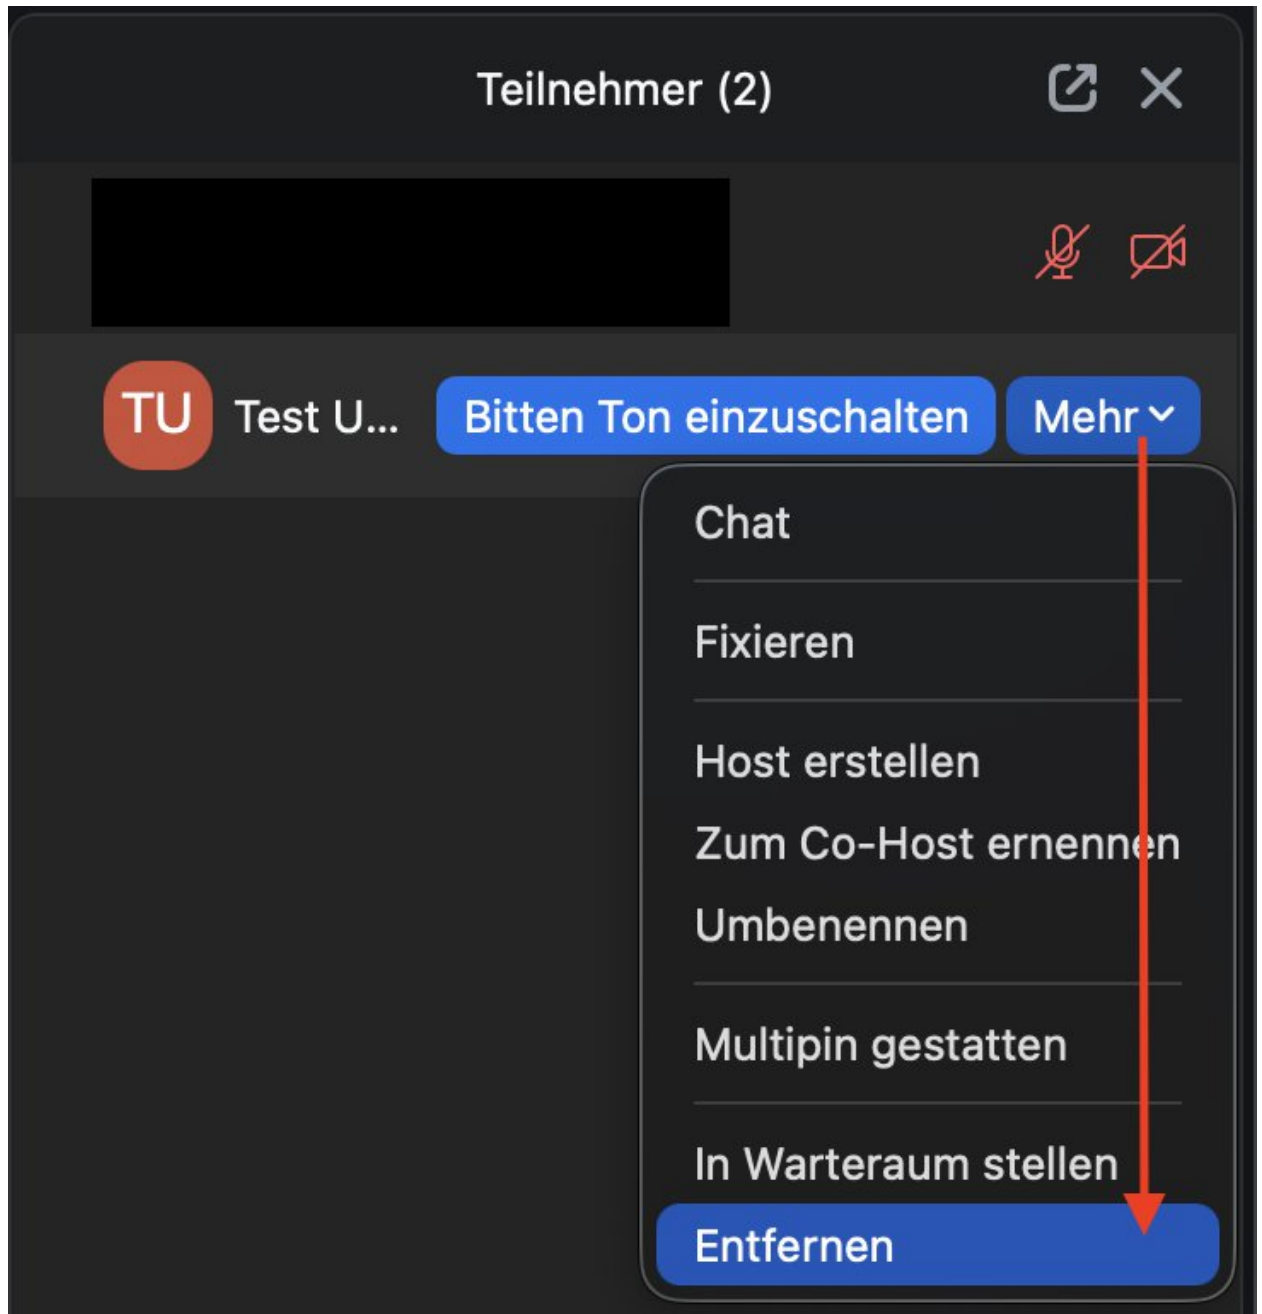 Teilnehmer (2)
TU Test U... Bitten Ton einzuschalten Mehr
Chat
Fixieren
Host erstellen
Zum Co-Host ernennen
Umbenennen
Multipin gestatten
In Warteraum stellen
Entfernen